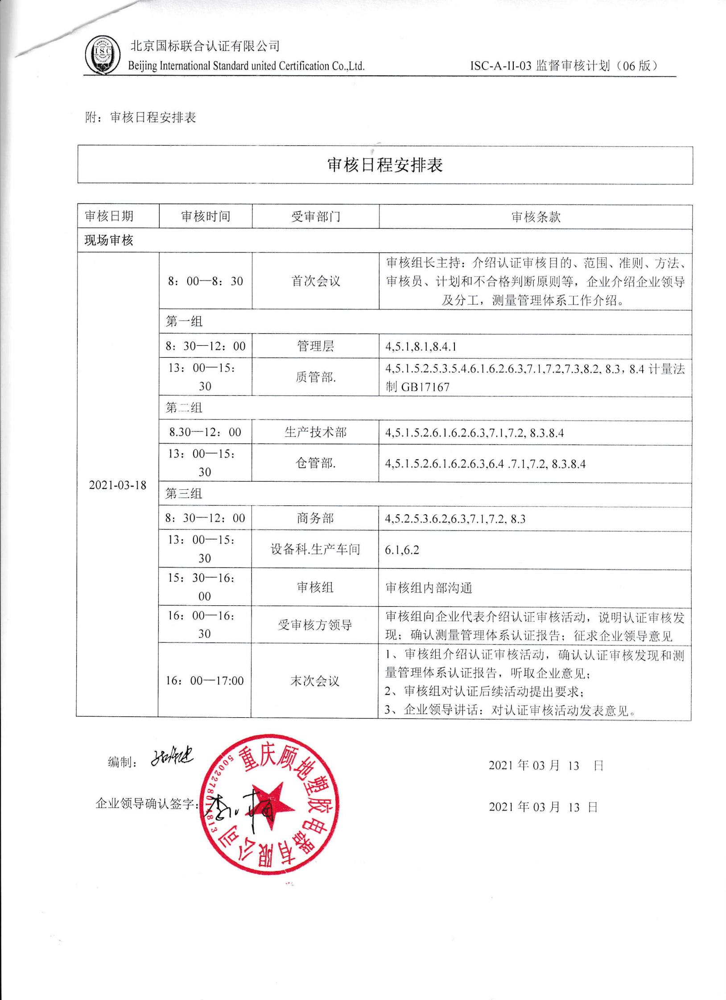 北京国标联合认证有限公司
Beijing International Standard united Certification Co.,Ltd.
ISC-A-II-03 监督审核计划（06 版）
ISC
附：审核日程安排表
审核日程安排表
审核日期 审核时间 受审部门 审核条款
现场审核
2021-03-18
8：00—8：30 首次会议
审核组长主持：介绍认证审核目的、范围、准则、方法、
审核员、计划和不合格判断原则等，企业介绍企业领导
及分工，测量管理体系工作介绍。
第一组
8：30—12：00 管理层 4,5.1,8.1,8.4.1
13：00—15：
30
质管部.
4,5.1.5.2.5.3.5.4.6.1.6.2.6.3,7.1,7.2,7.3,8.2, 8.3，8.4 计量法
制 GB17167
第二组
8.30—12：00 生产技术部 4,5.1.5.2.6.1.6.2.6.3,7.1,7.2, 8.3.8.4
13：00—15：
30
仓管部.
4,5.1.5.2.6.1.6.2.6.3,6.4 .7.1,7.2, 8.3.8.4
第三组
8：30—12：00 商务部 4,5.2.5.3.6.2,6.3,7.1,7.2, 8.3
13：00—15：
30
设备科.生产车间
6.1,6.2
15：30—16：
00
审核组
审核组内部沟通
16：00—16：
30
受审核方领导
审核组向企业代表介绍认证审核活动，说明认证审核发
现；确认测量管理体系认证报告；征求企业领导意见
16：00—17:00 末次会议
1、审核组介绍认证审核活动，确认认证审核发现和测
量管理体系认证报告，听取企业意见；
2、审核组对认证后续活动提出要求；
3、企业领导讲话：对认证审核活动发表意见。
编制：
2021 年 03 月 13 日
企业领导确认签字：
2021 年 03 月 13 日
重庆顾地塑胶电器有限公司
5002278014813